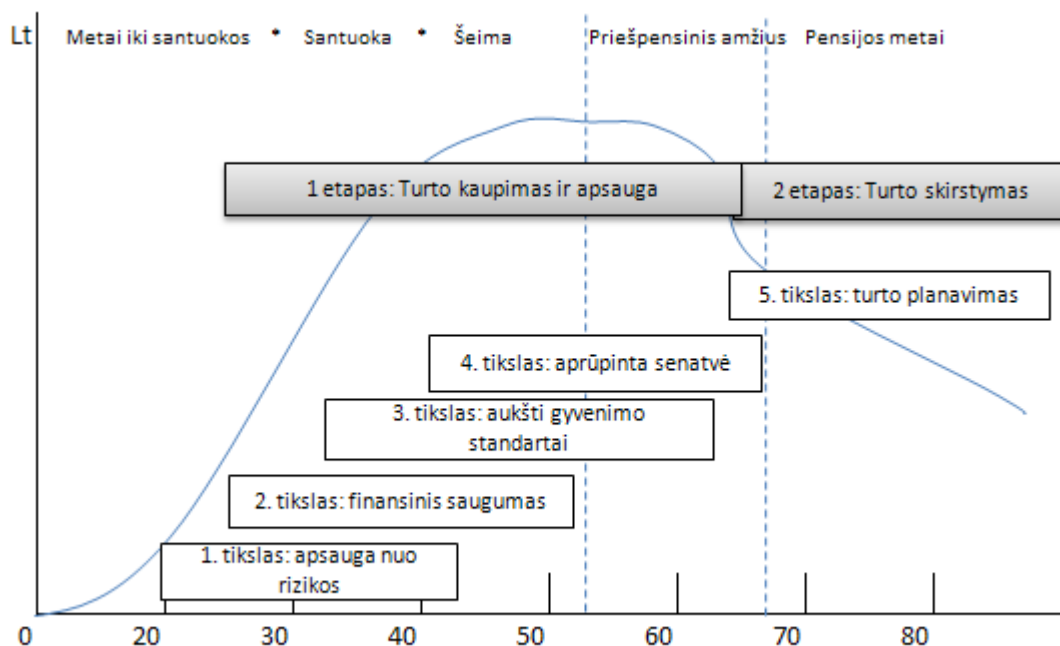 Lt Metai iki santuokos * Santuoka * Šeima Priešpensinis amžius Pensijos metai
1 etapas: Turto kaupimas ir apsauga
2 etapas: Turto skirstymas
5. tikslas: turto planavimas
4. tikslas: aprūpinta senatvė
3. tikslas: aukšti gyvenimo
standartai
2. tikslas: finansinis saugumas
1. tikslas: apsauga nuo
rizikos
0 20 30 40 50 60 70 80